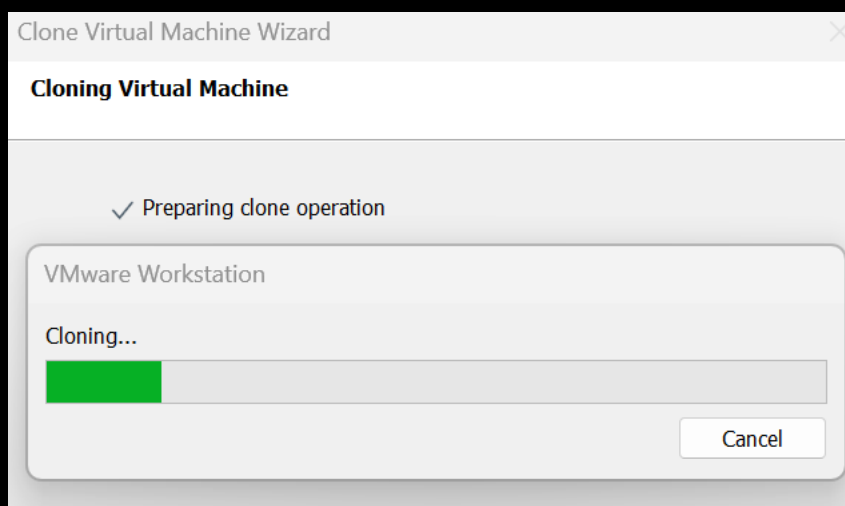 Clone Virtual Machine Wizard
Cloning Virtual Machine
Preparing clone operation
VMware Workstation
Cloning...
Cancel